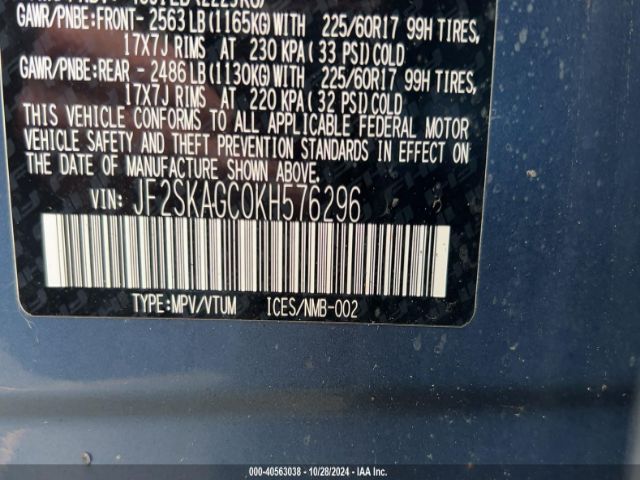 GAWR/PNBE:FRONT- 2563 LB(1165KG)WITH 225/60R17 99H TIRES,
17X7J RIMS AT 230 KPA( 33 PSI)COLD
GAWR/PNBE:REAR - 2486 LB(1130KG)WITH 225/60R17 99H TIRES,
17X7J RIMS AT 220 KPA( 32 PSI)COLD
THIS VEHICLE CONFORMS TO ALL APPLICABLE FEDERAL MOTOR
VEHICLE SAFETY AND THEFT PREVENTION STANDARDS IN EFFECT
ON THE DATE OF MANUFACTURE SHOWN ABOVE.
VIN: JF2SKAGC0KH576296
TYPE:MPV/VTUM ICES/NMB-002
000-40563038 - 10/28/2024 - IAA Inc.